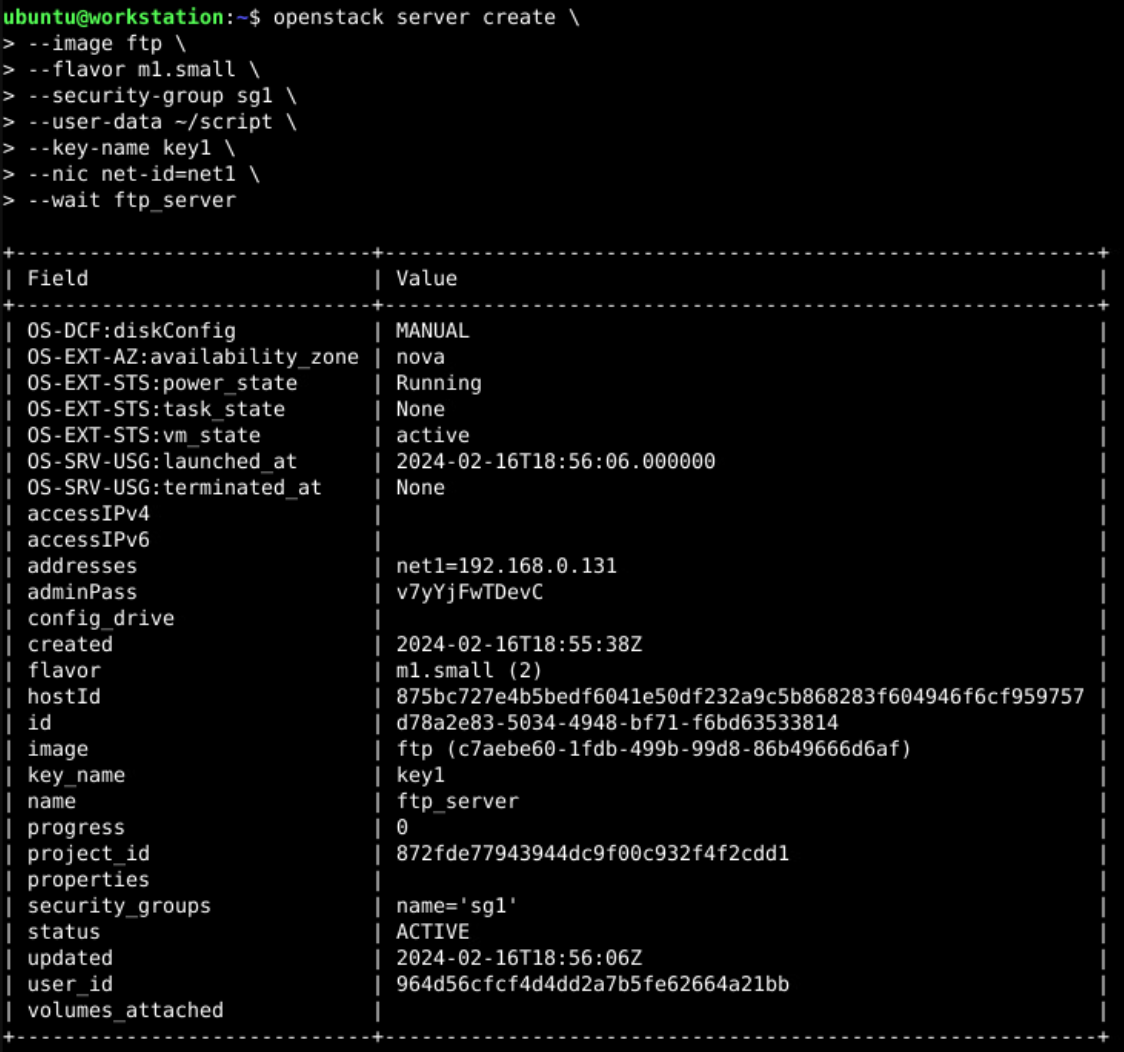 ubuntu@workstation:~$ openstack server create \
> --image ftp \
> --flavor m1.small \
> --security-group sg1 \
> --user-data ~/script \
> --key-name key1 \
> --nic net-id=net1 \
> --wait ftp_server

+-----------------------------+----------------------------------------------------------+
| Field                       | Value                                                    |
+-----------------------------+----------------------------------------------------------+
| OS-DCF:diskConfig           | MANUAL                                                   |
| OS-EXT-AZ:availability_zone | nova                                                     |
| OS-EXT-STS:power_state      | Running                                                  |
| OS-EXT-STS:task_state       | None                                                     |
| OS-EXT-STS:vm_state         | active                                                   |
| OS-SRV-USG:launched_at      | 2024-02-16T18:56:06.000000                               |
| OS-SRV-USG:terminated_at    | None                                                     |
| accessIPv4                  |                                                          |
| accessIPv6                  |                                                          |
| addresses                   | net1=192.168.0.131                                       |
| adminPass                   | v7yYjFwTDevC                                             |
| config_drive                |                                                          |
| created                     | 2024-02-16T18:55:38Z                                     |
| flavor                      | m1.small (2)                                             |
| hostId                      | 875bc727e4b5bedf6041e50df232a9c5b868283f604946f6cf959757 |
| id                          | d78a2e83-5034-4948-bf71-f6bd63533814                     |
| image                       | ftp (c7aebe60-1fdb-499b-99d8-86b49666d6af)               |
| key_name                    | key1                                                     |
| name                        | ftp_server                                               |
| progress                    | 0                                                        |
| project_id                  | 872fde77943944dc9f00c932f4f2cdd1                         |
| properties                  |                                                          |
| security_groups             | name='sg1'                                               |
| status                      | ACTIVE                                                   |
| updated                     | 2024-02-16T18:56:06Z                                     |
| user_id                     | 964d56cfcf4d4dd2a7b5fe62664a21bb                         |
| volumes_attached            |                                                          |
+-----------------------------+----------------------------------------------------------+